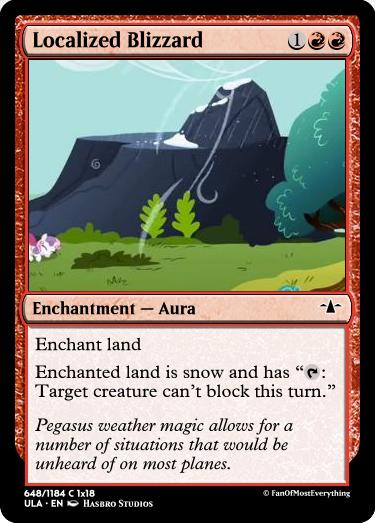 Localized Blizzard 1
Enchantment — Aura
Enchant land
Enchanted land is snow and has “: 
Target creature can’t block this turn.”
Pegasus weather magic allows for a
number of situations that would be
unheard of on most planes.
648/1184 C 1x18
ULA • EN Hasbro Studios
© FanOfMostEverything